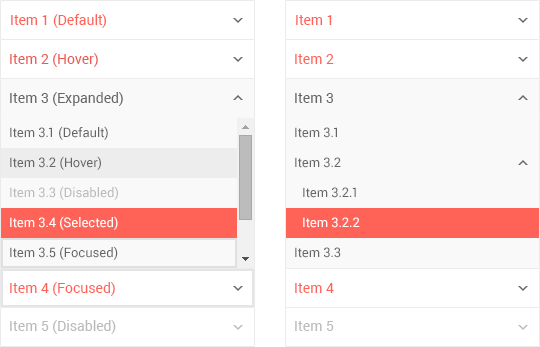 Item 1 (Default)
Item 2 (Hover)
Item 3 (Expanded)
Item 3.1 (Default)
Item 3.2 (Hover)
Item 3.3 (Disabled)
Item 3.4 (Selected)
Item 3.5 (Focused)
Item 4 (Focused)
Item 5 (Disabled)
Item 1
Item 2
Item 3
Item 3.1
Item 3.2
Item 3.2.1
Item 3.2.2
Item 3.3
Item 4
Item 5